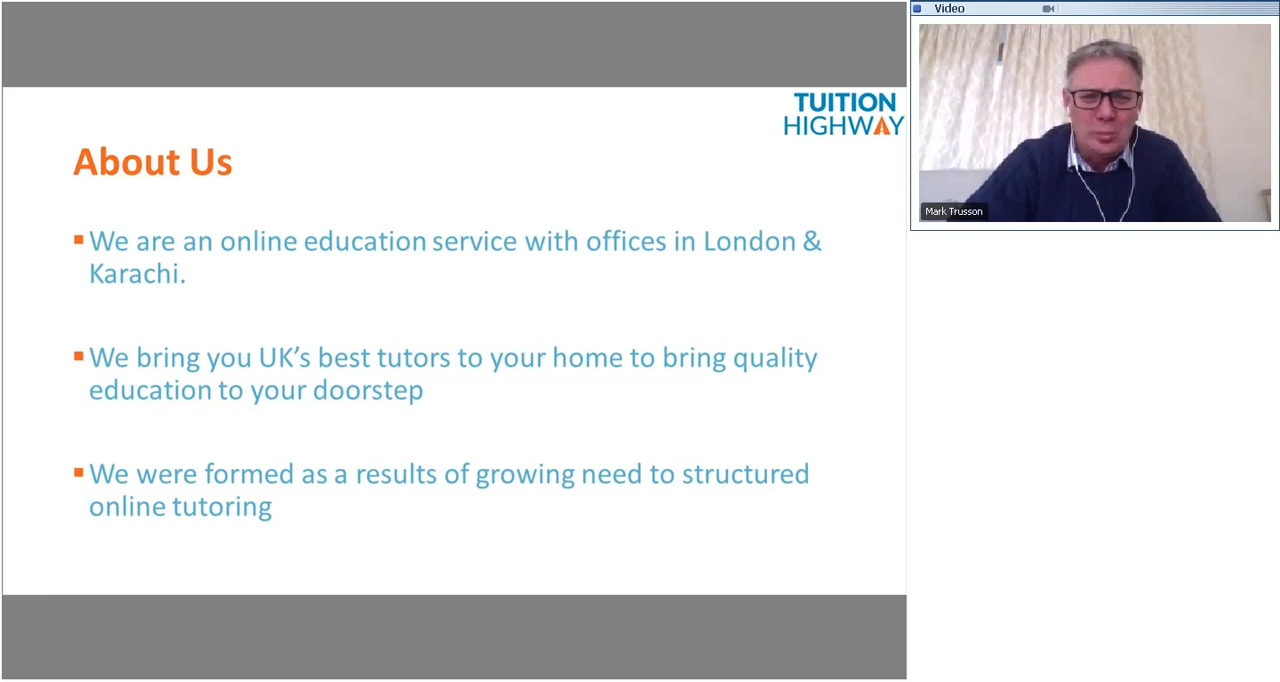 TUITION
HIGHWAY
About Us
We are an online education service with offices in London &
Karachi.
We bring you UK’s best tutors to your home to bring quality
education to your doorstep
We were formed as a results of growing need to structured
online tutoring
Video
Mark Trusson